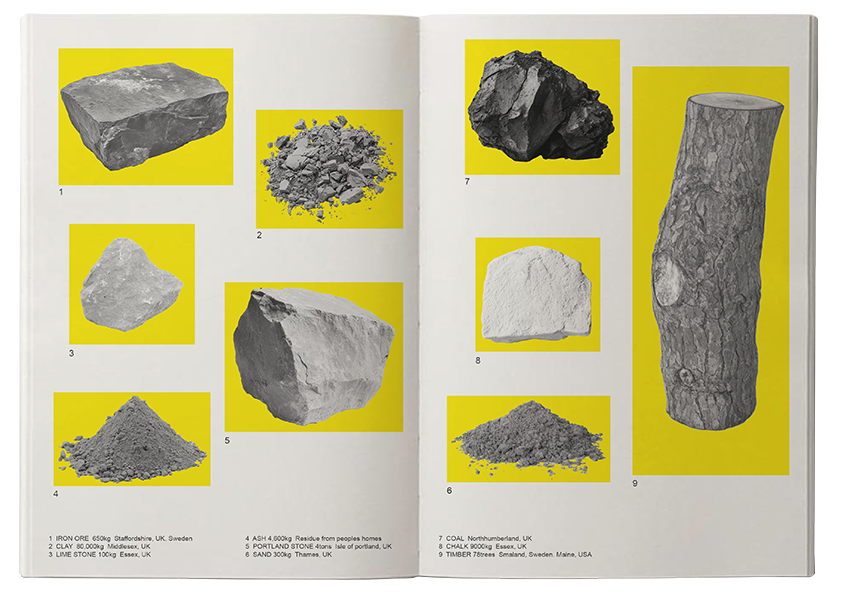 1
2
3
4
5
6
7
8
9
1 IRON ORE 650kg Staffordshire, UK, Sweden
2 CLAY 80,000kg Middlesex, UK
3 LIME STONE 100kg Essex, UK
4 ASH 4,600kg Residue from peoples homes
5 PORTLAND STONE 4tons Isle of portland, UK
6 SAND 300kg Thames, UK
7 COAL Northhumberland, UK
8 CHALK 9000kg Essex, UK
9 TIMBER 78trees Smaland, Sweden. Maine, USA